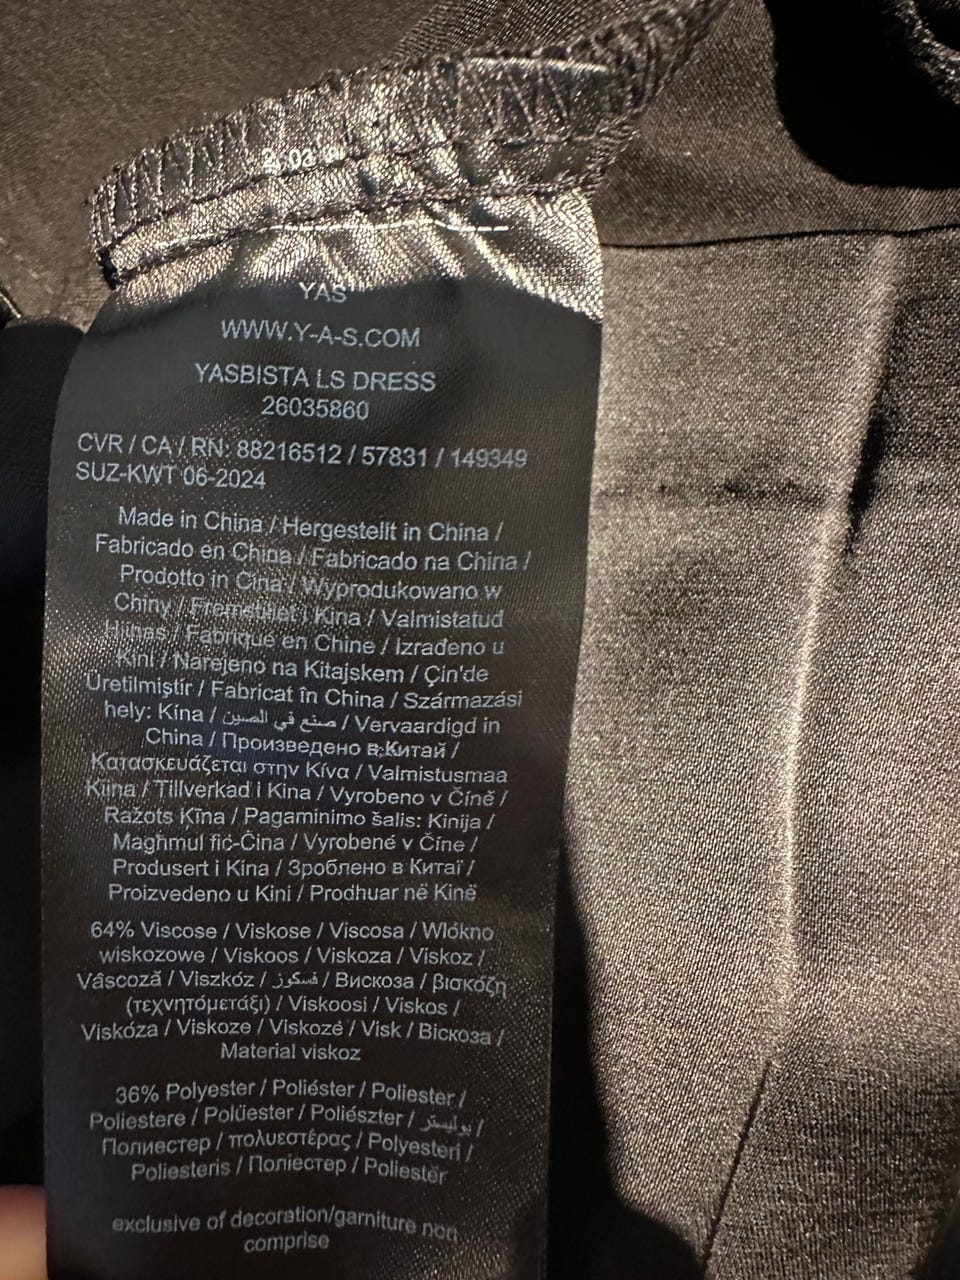 YAS
WWW.Y-A-S.COM
YASBISTA LS DRESS
26035860
CVR / CA / RN: 88216512 / 57831 / 149349
SUZ-KWT 06-2024
Made in China / Hergestellt in China /
Fabricado en China / Fabricado na China /
Prodotto in Cina / Wyprodukowano w
Chiny / Fremstillet i Kina / Valmistatud
Hiinas / Fabriqué en Chine / Izrađeno u
Kini / Narejeno na Kitajskem / Çin'de
Üretilmiştir / Fabricat în China / Származási
hely: Kína / صنع في الصين / Vervaardigd in
China / Произведено в Китай /
Κατασκευάζεται στην Κίνα / Valmistusmaa
Kiina / Tillverkad i Kina / Vyrobeno v Číně /
Ražots Ķīna / Pagaminimo šalis: Kinija /
Magħmul fiċ-Ċina / Vyrobené v Číne /
Produsert i Kina / Зроблено в Китаї /
Proizvedeno u Kini / Prodhuar në Kinë
64% Viscose / Viskose / Viscosa / Włókno
wiskozowe / Viskoos / Viskoza / Viskoz /
Vâscoză / Viszkóz / فسكوز / Вискоза / βισκόζη
(τεχνητόμετάξι) / Viskoosi / Viskos /
Viskóza / Viskoze / Viskozė / Visk / Віскоза /
Material viskoz
36% Polyester / Poliéster / Poliester /
Poliestere / Polüester / Poliészter / بوليستر /
Полиестер / πολυεστέρας / Polyesteri /
Poliesteris / Поліестер / Poliestër
exclusive of decoration/garniture non
comprise